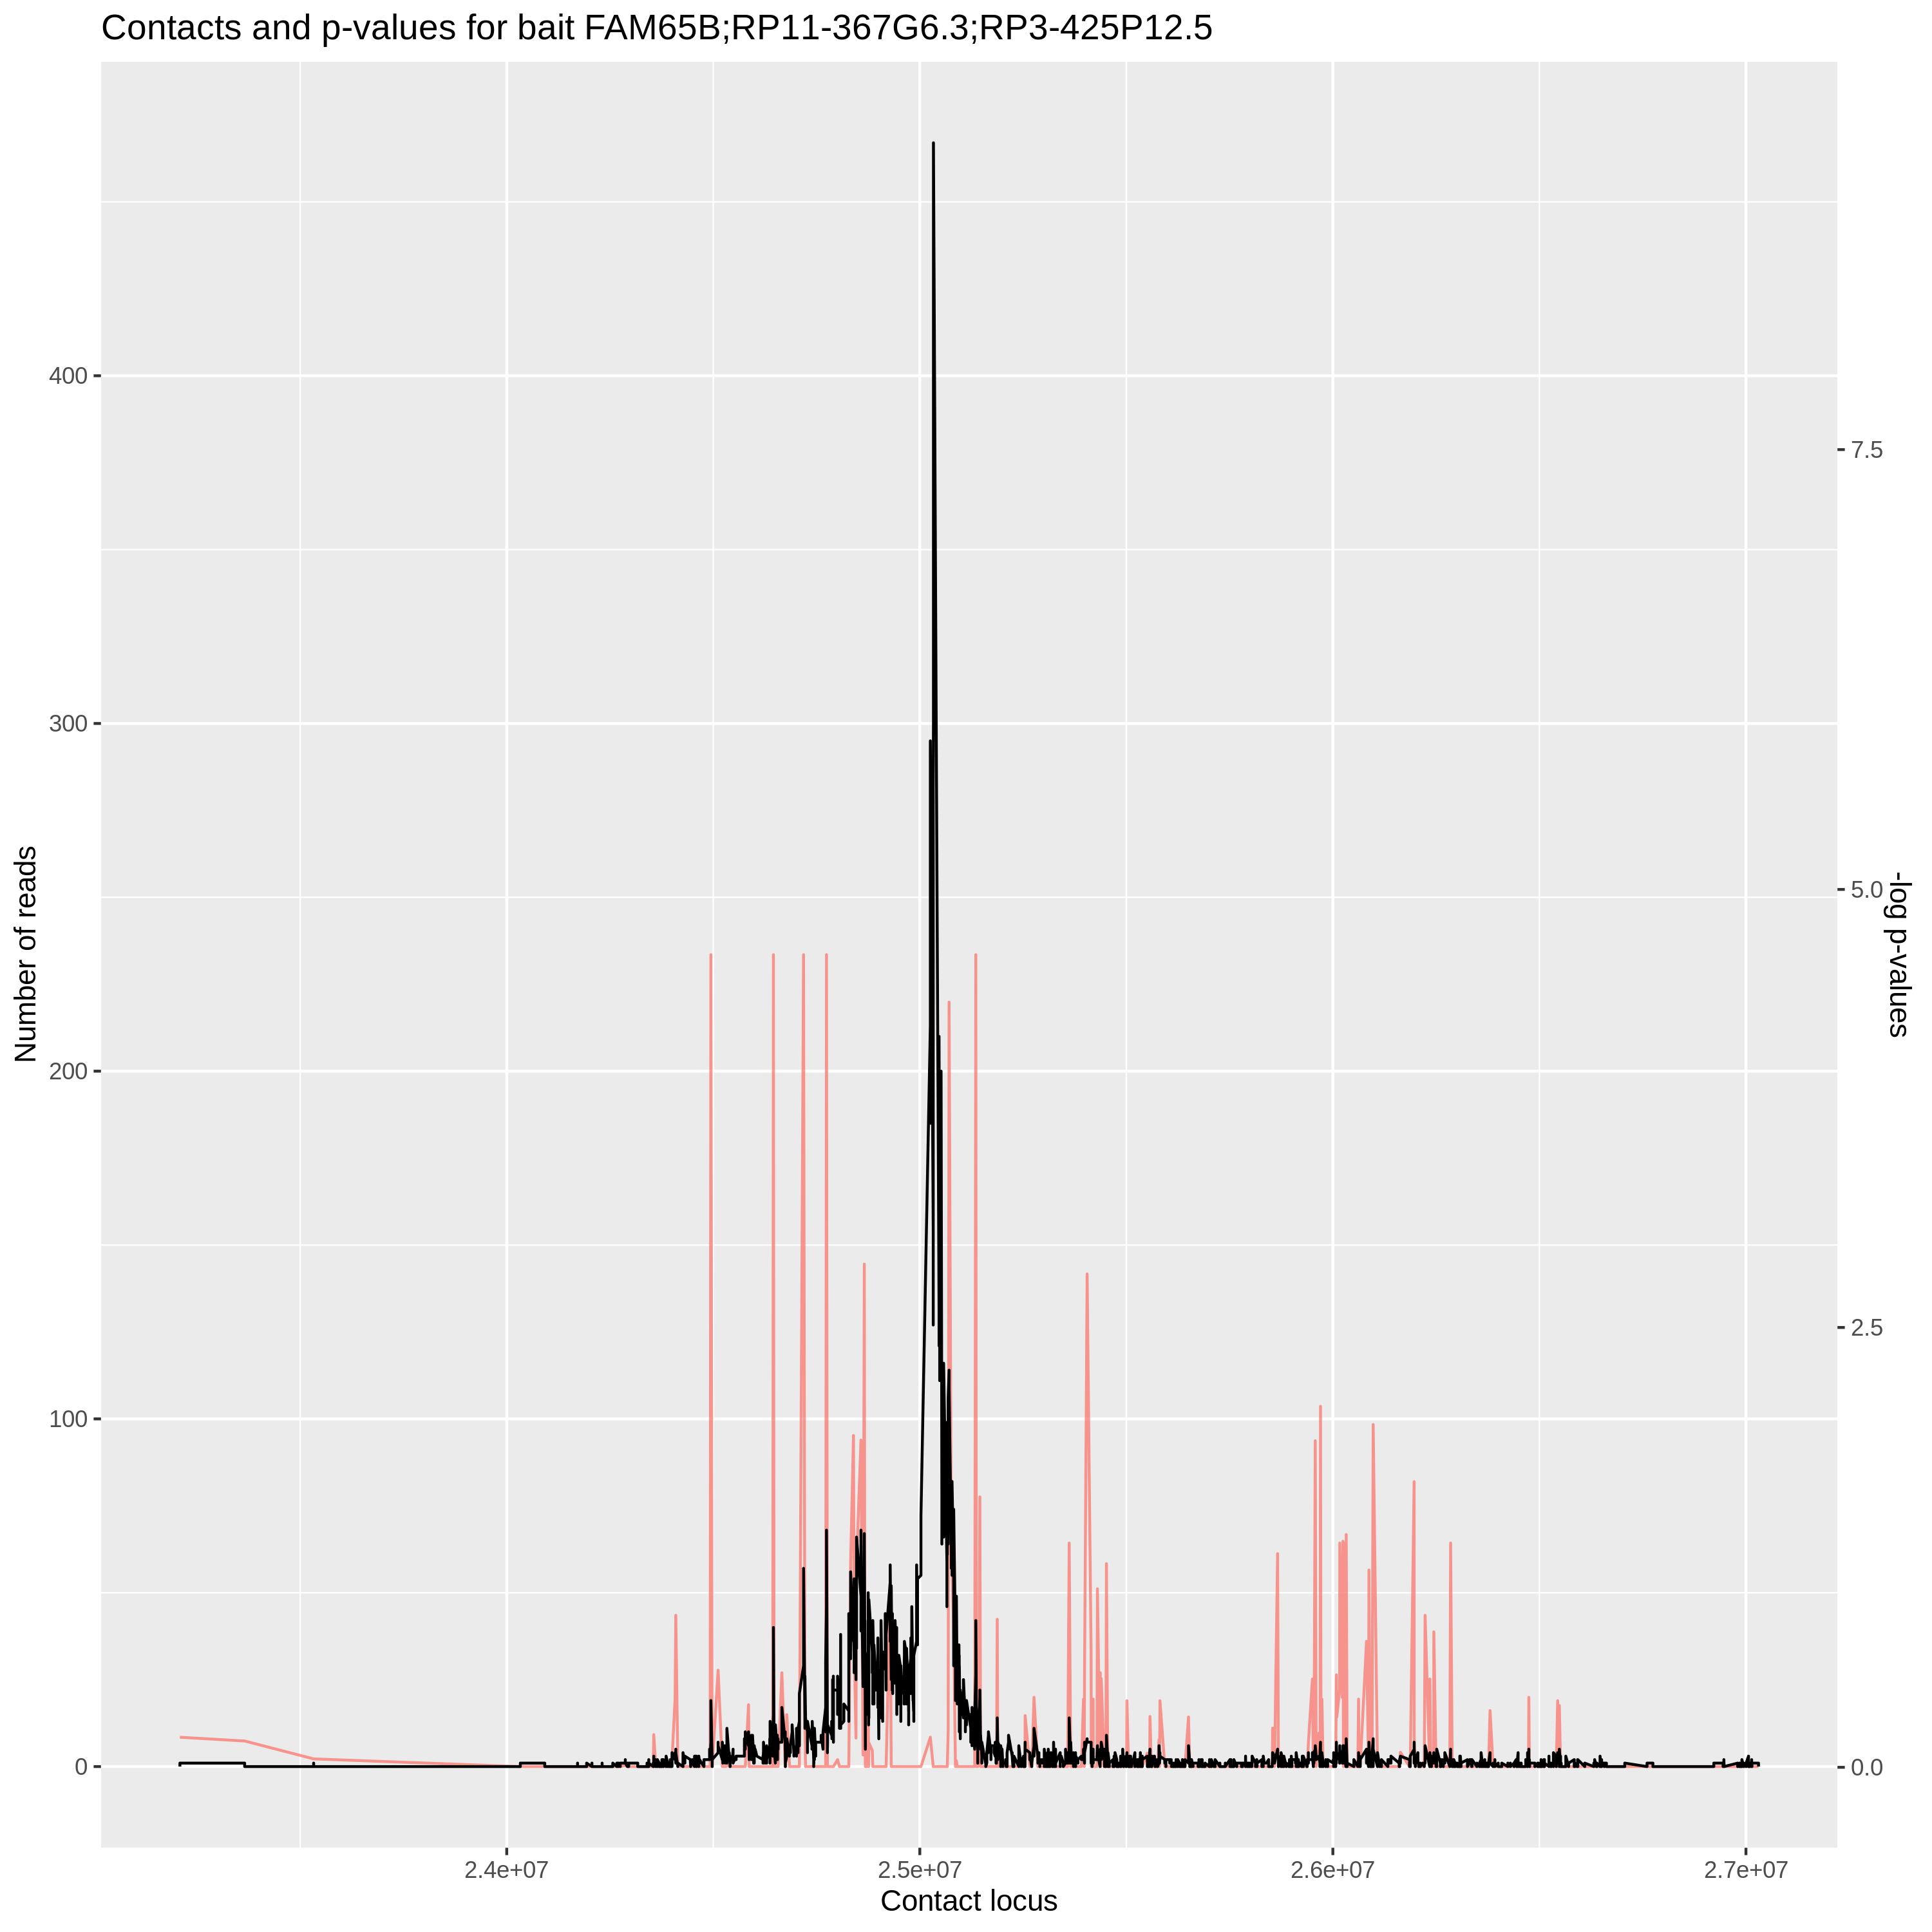 Contacts and p-values for bait FAM65B;RP11-367G6.3;RP3-425P12.5
Number of reads
400
300
200
100
0
7.5
5.0
2.5
0.0
-log p-values
2.4e+07
2.5e+07
2.6e+07
2.7e+07
Contact locus